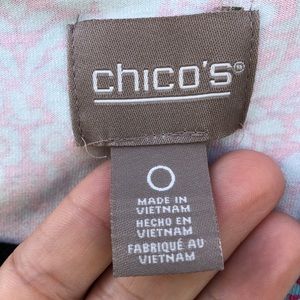 chico's®
O
MADE IN
VIETNAM
HECHO EN
VIETNAM
FABRIQUÉ AU
VIETNAM